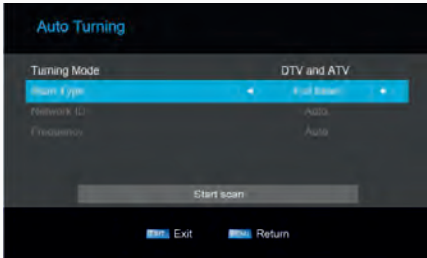 Auto Turning
Turning Mode DTV and ATV
Scan Type Full Scan
Network ID Auto
Frequency Auto
Start scan
EXIT Exit MENU Return